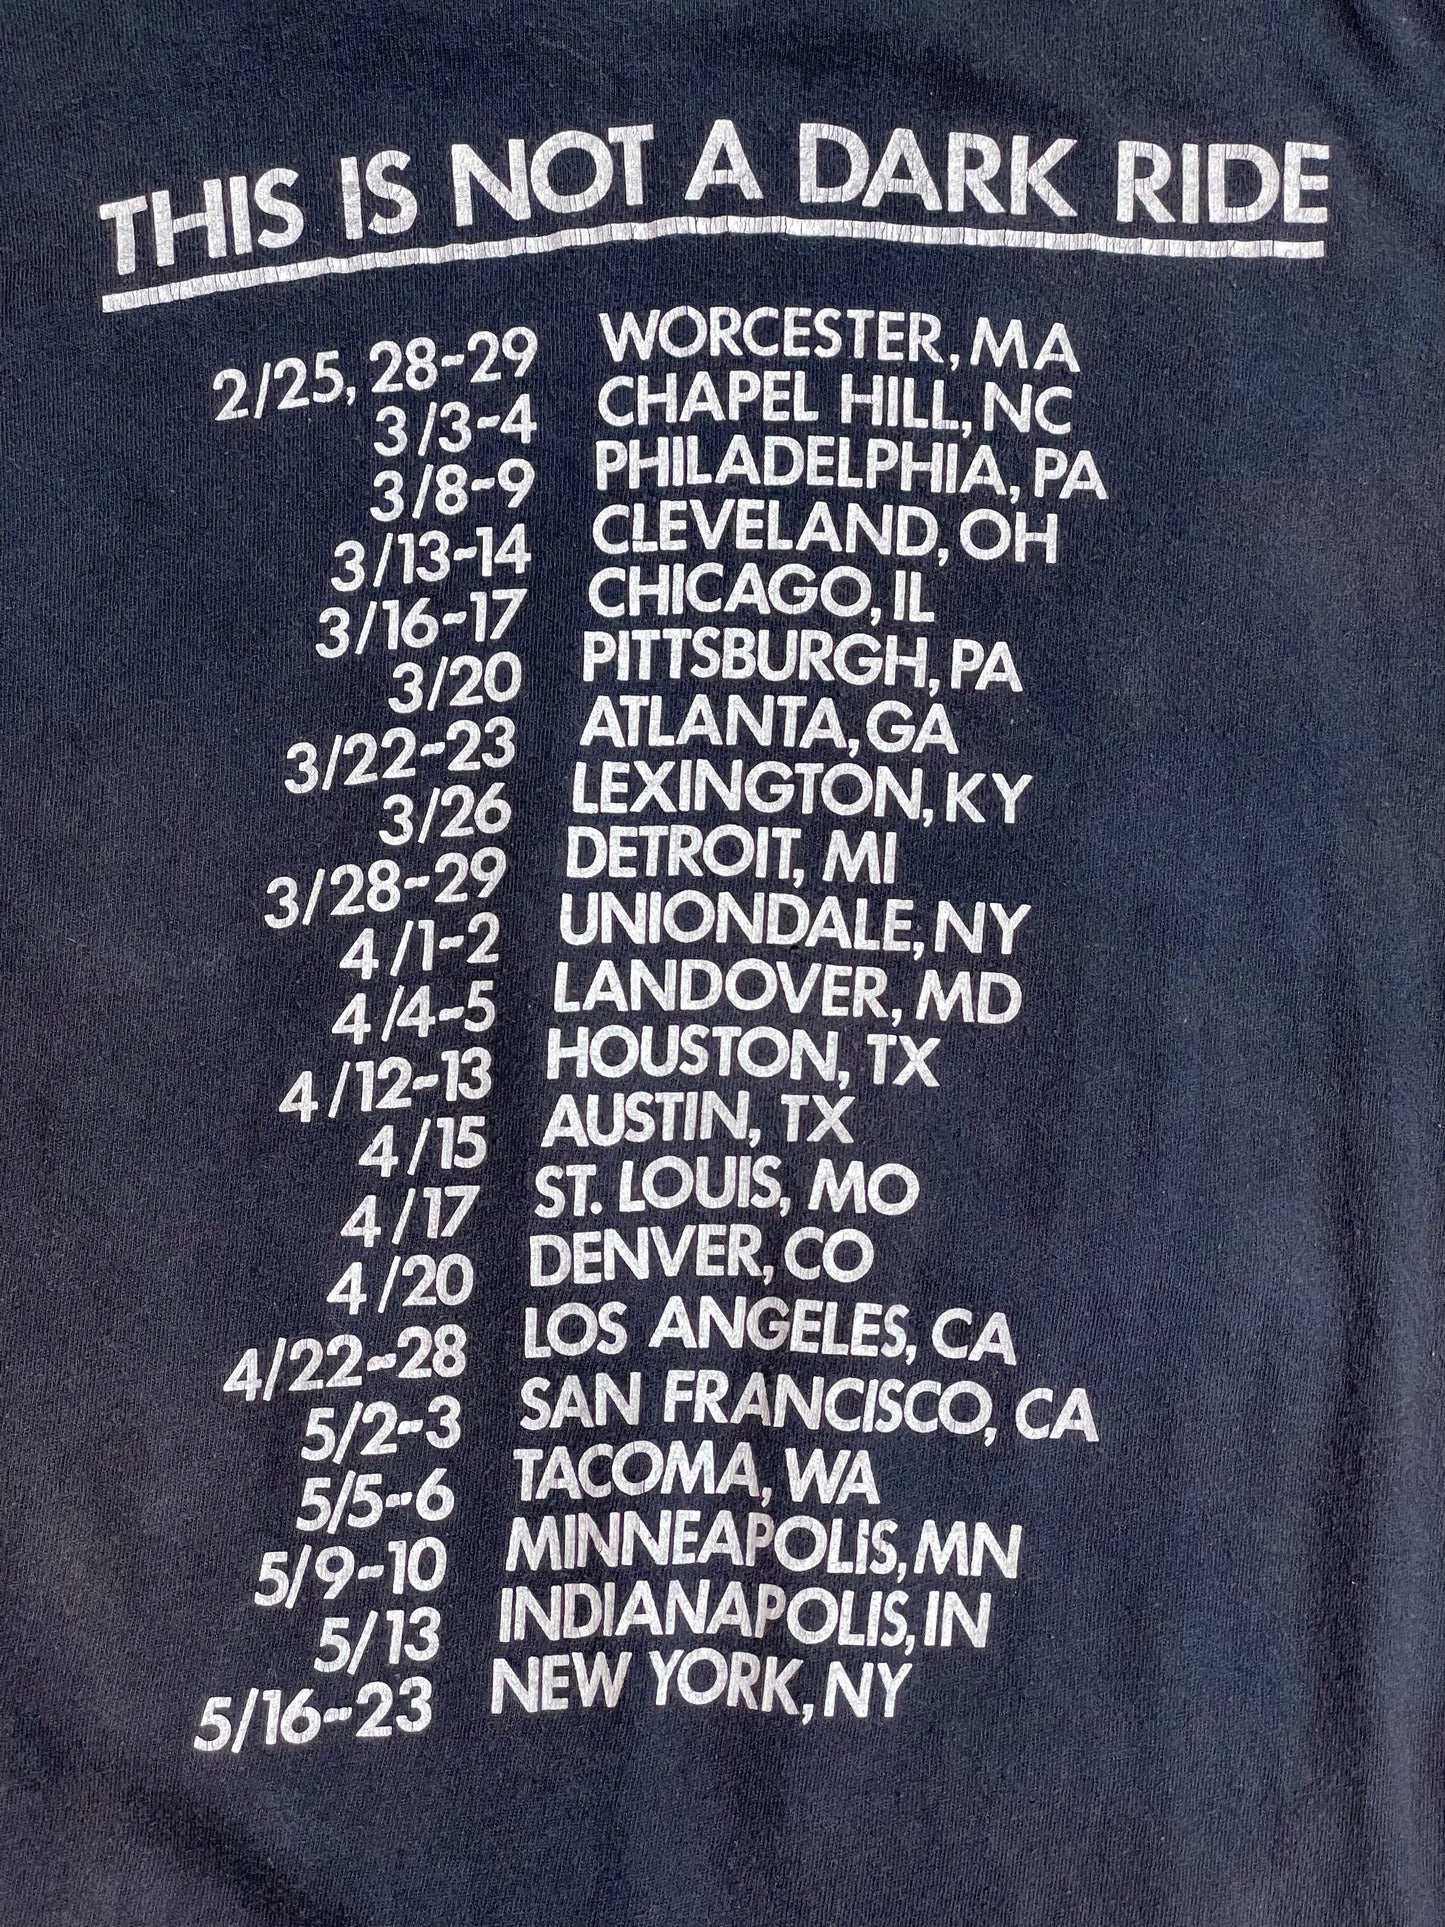 THIS IS NOT A DARK RIDE
2/25, 28-29 WORCESTER, MA
3/3-4 CHAPEL HILL, NC
3/8-9 PHILADELPHIA, PA
3/13-14 CLEVELAND, OH
3/16-17 CHICAGO, IL
3/20 PITTSBURGH, PA
3/22-23 ATLANTA, GA
3/26 LEXINGTON, KY
3/28-29 DETROIT, MI
4/1-2 UNIONDALE, NY
4/4-5 LANDOVER, MD
4/12-13 HOUSTON, TX
4/15 AUSTIN, TX
4/17 ST. LOUIS, MO
4/20 DENVER, CO
4/22-28 LOS ANGELES, CA
5/2-3 SAN FRANCISCO, CA
5/5-6 TACOMA, WA
5/9-10 MINNEAPOLIS, MN
5/13 INDIANAPOLIS, IN
5/16-23 NEW YORK, NY